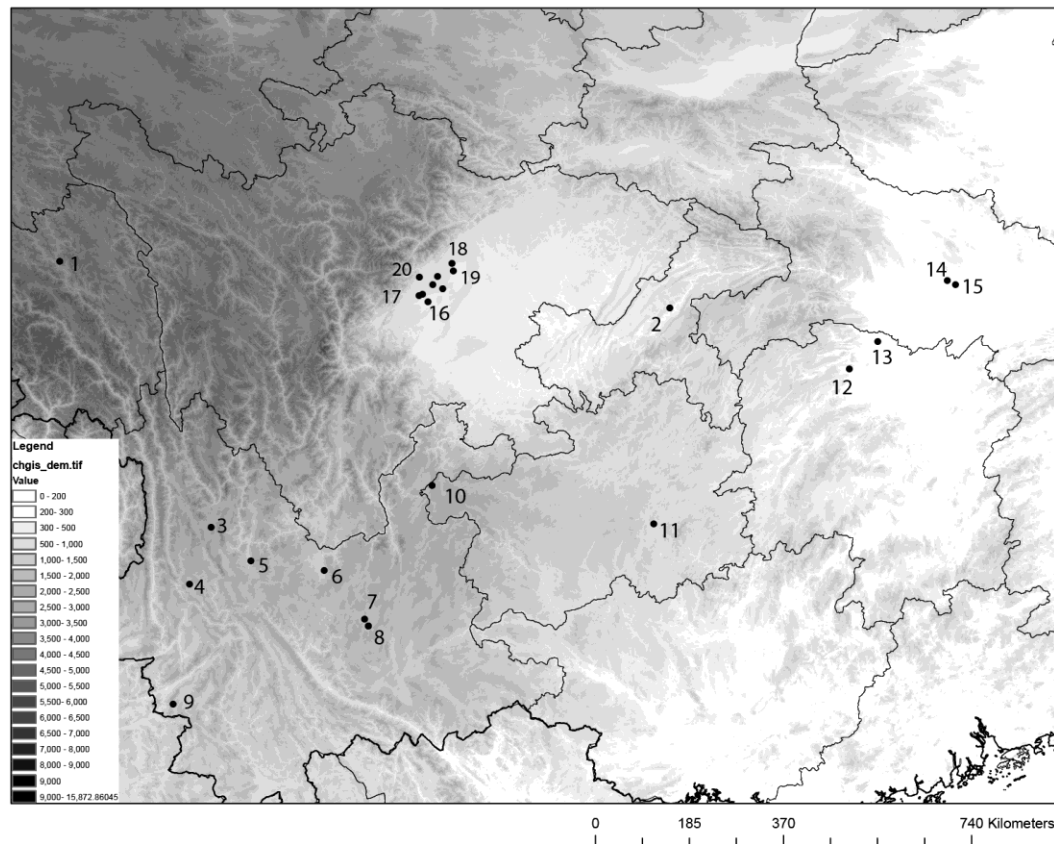 18
20
19
1
17
16
14
15
2
13
12
Legend
chgis_dem.tif
Value
0 - 200
200 - 300
300 - 500
500 - 1,000
1,000- 1,500
1,500 - 2,000
2,000 - 2,500
2,500 - 3,000
3,000- 3,500
3,500 - 4,000
4,000 - 4,500
4,500 - 5,000
5,000 - 5,500
5,500- 6,000
6,000 - 6,500
6,500 - 7,000
7,000 - 8,000
8,000 - 9,000
9,000
9,000- 15,872.86045
10
3
11
5
6
4
7
8
9
0 185 370 740 Kilometers